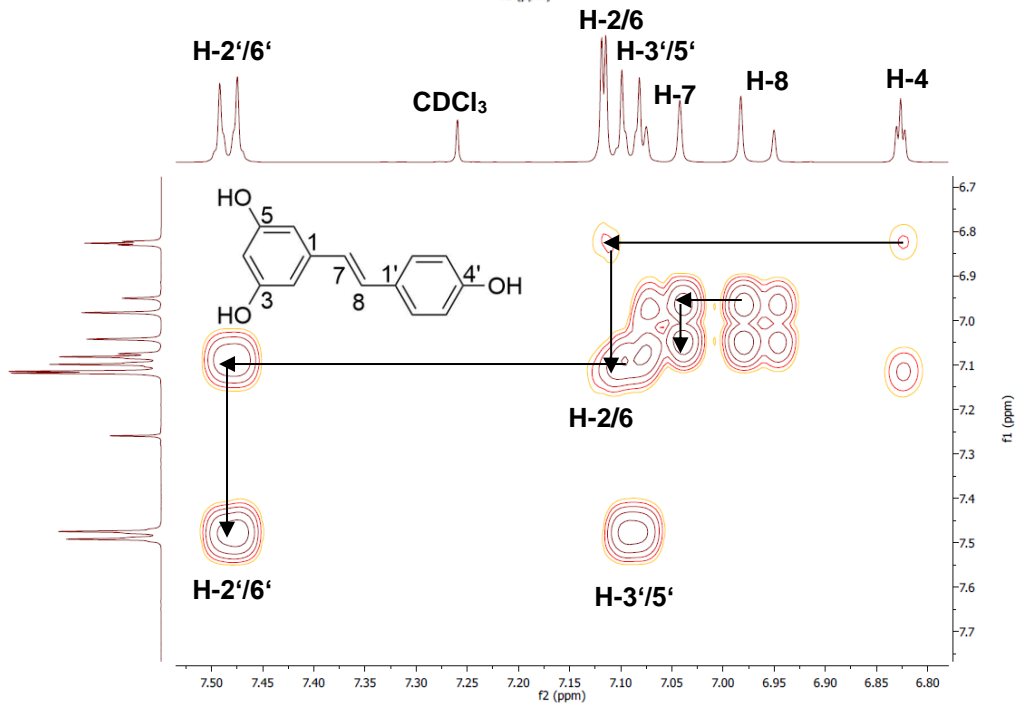 H-2/6
H-2‘/6‘
H-3‘/5‘
H-7
H-8
H-4
CDCl₃
HO
5
1
7
8
1'
4'
OH
3
HO
H-2/6
H-2‘/6‘
H-3‘/5‘
6.7
6.8
6.9
7.0
7.1
7.2
7.3
7.4
7.5
7.6
7.7
f1 (ppm)
7.50 7.45 7.40 7.35 7.30 7.25 7.20 7.15 7.10 7.05 7.00 6.95 6.90 6.85 6.80
f2 (ppm)